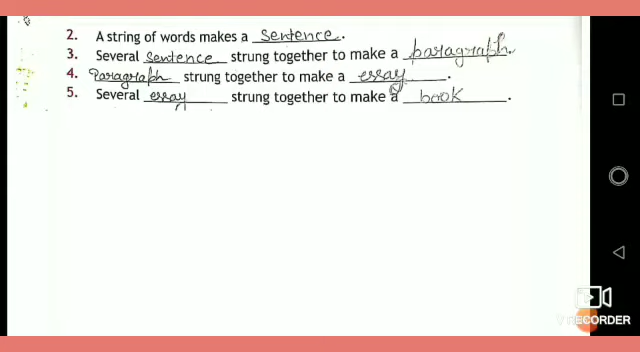 2. A string of words makes a sentence.
3. Several sentence strung together to make a paragraph.
4. Paragraph strung together to make a essay.
5. Several essay strung together to make a book.
RECORDER